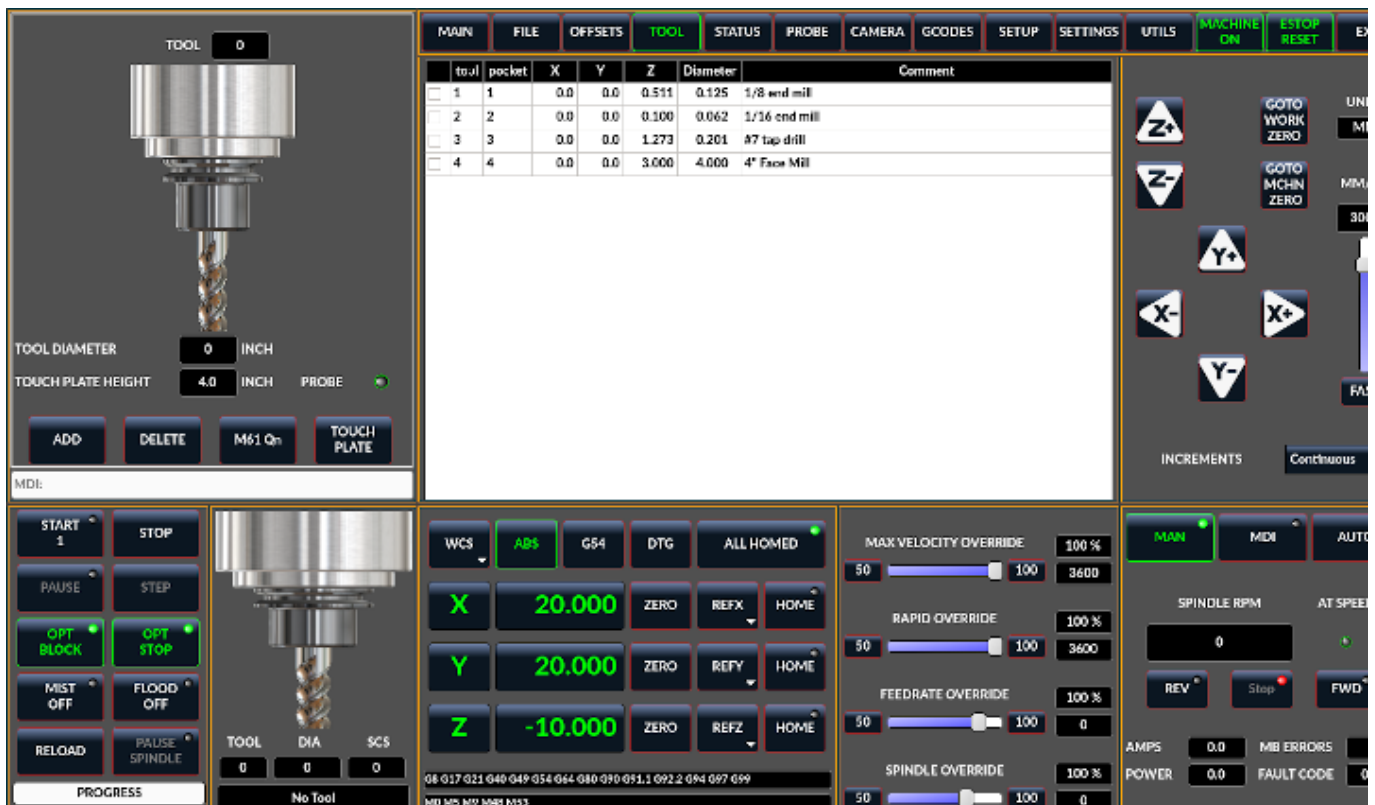 MAIN FILE OFFSETS TOOL STATUS PROBE CAMERA GCODES SETUP SETTINGS UTILS MACHINE ON ESTOP RESET
TOOL 0
tool pocket X Y Z Diameter Comment
1 1 0.0 0.0 0.511 0.125 1/8 end mill
2 2 0.0 0.0 0.100 0.062 1/16 end mill
3 3 0.0 0.0 1.273 0.201 #7 tap drill
4 4 0.0 0.0 3.000 4.000 4" Face Mill
TOOL DIAMETER 0 INCH
TOUCH PLATE HEIGHT 4.0 INCH PROBE
ADD DELETE M61 Qn TOUCH PLATE
MDI:
Z+
GOTO WORK ZERO
Z-
GOTO MCHN ZERO
Y+
X- X+
Y-
INCREMENTS Continuous
START 1 STOP
PAUSE STEP
OPT BLOCK OPT STOP
MIST OFF FLOOD OFF
RELOAD PAUSE SPINDLE
PROGRESS
TOOL DIA SCS
0 0 0
No Tool
WCS ABS G54 DTG ALL HOMED
X 20.000 ZERO REFX HOME
Y 20.000 ZERO REFY HOME
Z -10.000 ZERO REFZ HOME
G8 G17 G21 G40 G49 G54 G64 G80 G90 G91.1 G92.2 G94 G97 G99
M0 M5 M9 M48 M53
MAX VELOCITY OVERRIDE 100 %
50 100 3600
RAPID OVERRIDE 100 %
50 100 3600
FEEDRATE OVERRIDE 100 %
50 100 0
SPINDLE OVERRIDE 100 %
50 100 0
MAN MDI AUTO
SPINDLE RPM AT SPEED
0
REV Stop FWD
AMPS 0.0 MB ERRORS
POWER 0.0 FAULT CODE